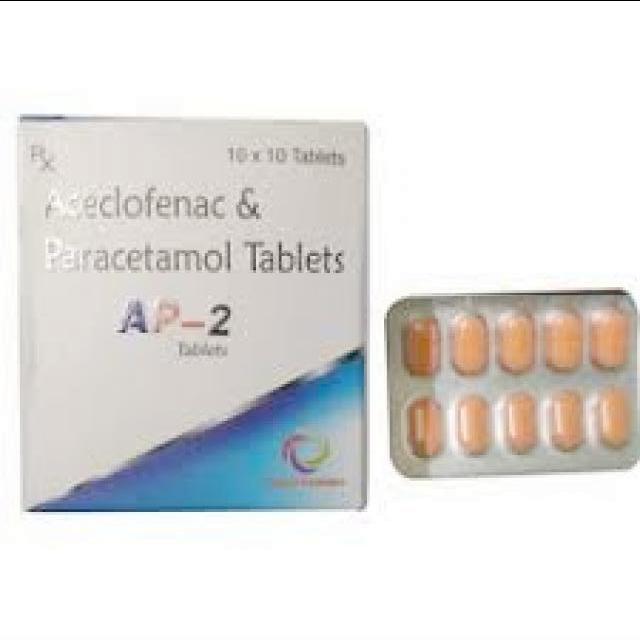 Rx
10 x 10 Tablets
Aceclofenac &
Paracetamol Tablets
AP-2
Tablets